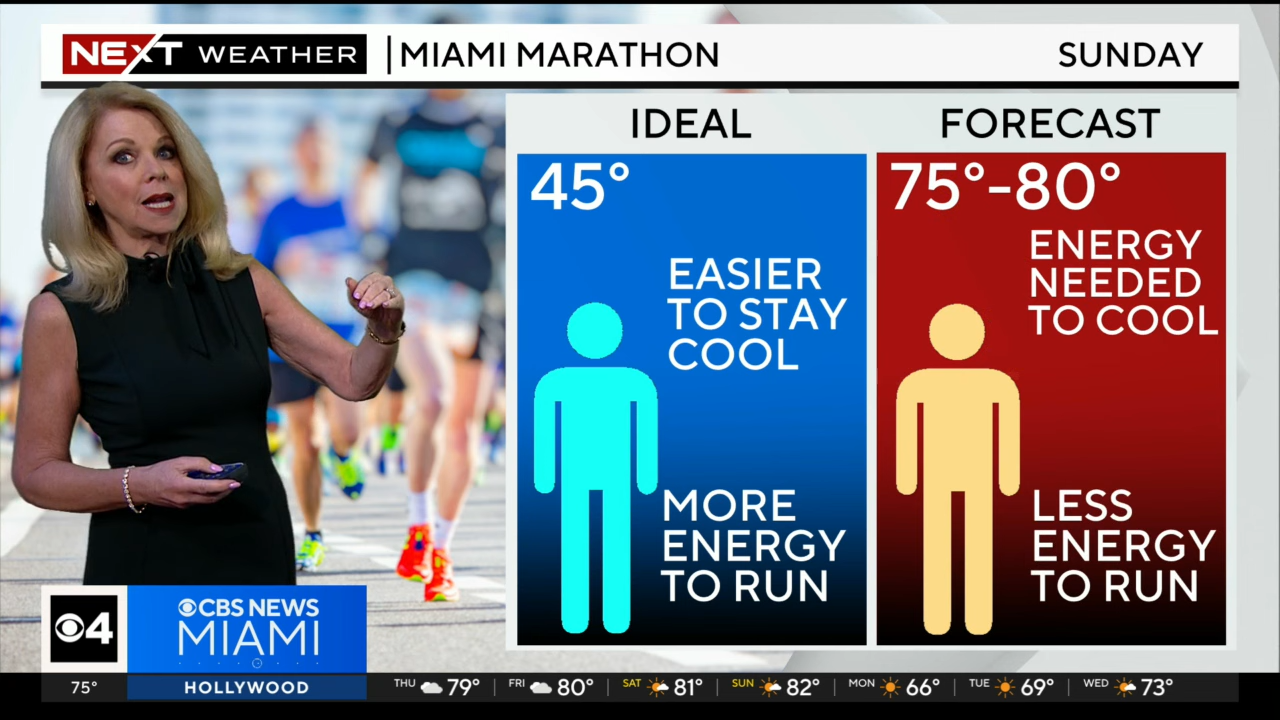 NEXT WEATHER
MIAMI MARATHON
SUNDAY
IDEAL
45°
EASIER
TO STAY
COOL
MORE
ENERGY
TO RUN
FORECAST
75°-80°
ENERGY
NEEDED
TO COOL
LESS
ENERGY
TO RUN
4
CBS NEWS
MIAMI
75°
HOLLYWOOD
THU 79°
FRI 80°
SAT 81°
SUN 82°
MON 66°
TUE 69°
WED 73°